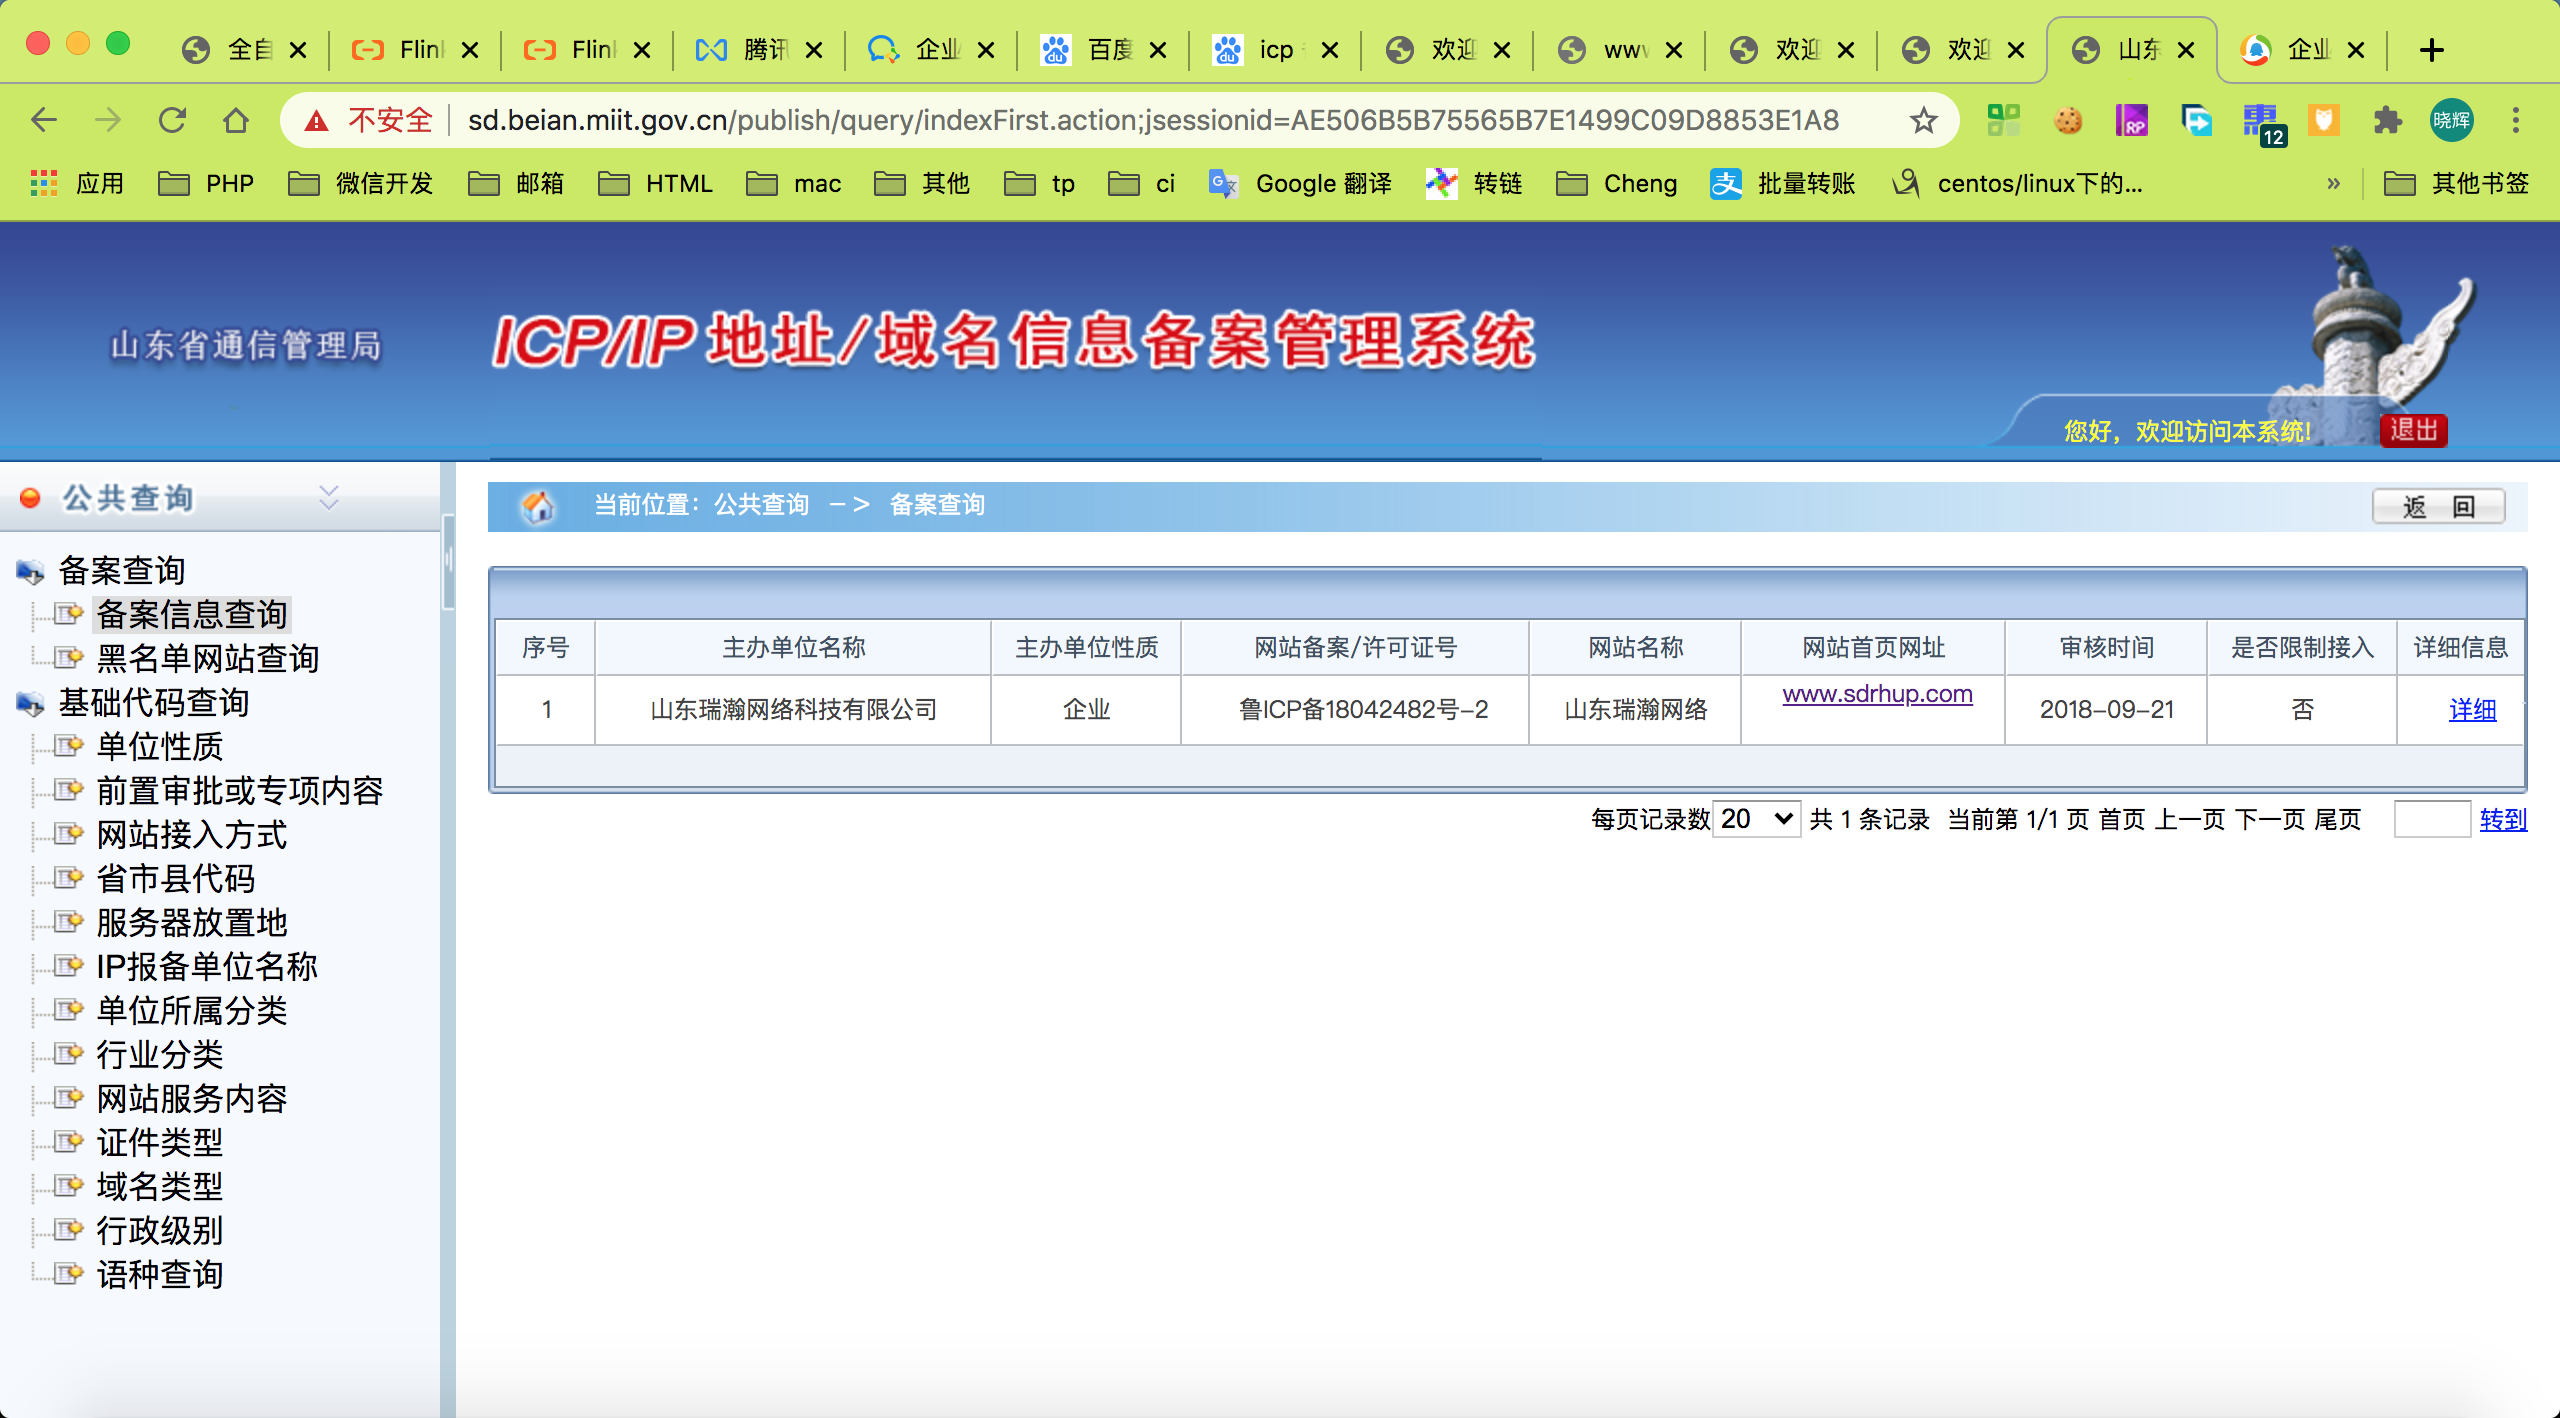 全自 Flink Flink 腾讯 企业 百度 icp 欢迎 www 欢迎 欢迎 山东 企业
不安全 sd.beian.miit.gov.cn/publish/query/indexFirst.action;jsessionid=AE506B5B75565B7E1499C09D8853E1A8 RP 12 晓辉
应用 PHP 微信开发 邮箱 HTML mac 其他 tp ci Google 翻译 转链 Cheng 批量转账 centos/linux下的... » 其他书签
山东省通信管理局 ICP/IP 地址/域名信息备案管理系统
您好，欢迎访问本系统! 退出
公共查询
当前位置：公共查询 －> 备案查询 返 回
备案查询
备案信息查询
黑名单网站查询
基础代码查询
单位性质
前置审批或专项内容
网站接入方式
省市县代码
服务器放置地
IP报备单位名称
单位所属分类
行业分类
网站服务内容
证件类型
域名类型
行政级别
语种查询
序号 主办单位名称 主办单位性质 网站备案/许可证号 网站名称 网站首页网址 审核时间 是否限制接入 详细信息
1 山东瑞瀚网络科技有限公司 企业 鲁ICP备18042482号-2 山东瑞瀚网络 www.sdrhup.com 2018-09-21 否 详细
每页记录数 20 共 1 条记录 当前第 1/1 页 首页 上一页 下一页 尾页 转到